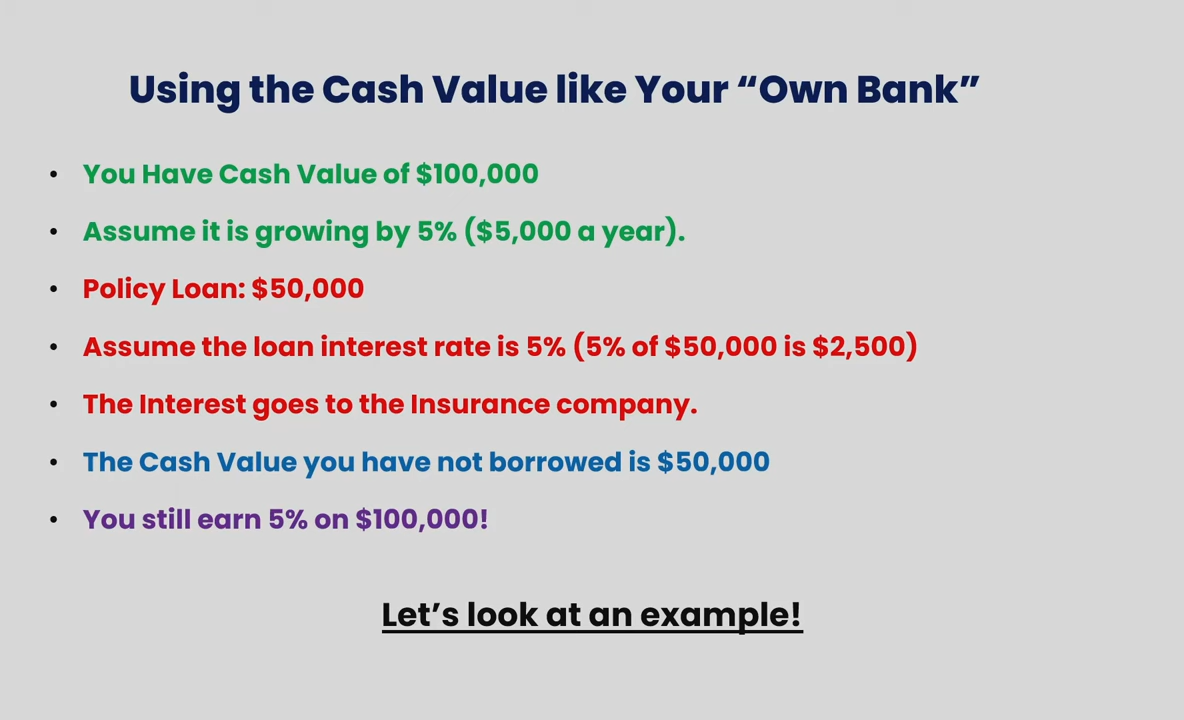 Using the Cash Value like Your “Own Bank”
• You Have Cash Value of $100,000
• Assume it is growing by 5% ($5,000 a year).
• Policy Loan: $50,000
• Assume the loan interest rate is 5% (5% of $50,000 is $2,500)
• The Interest goes to the Insurance company.
• The Cash Value you have not borrowed is $50,000
• You still earn 5% on $100,000!
Let’s look at an example!